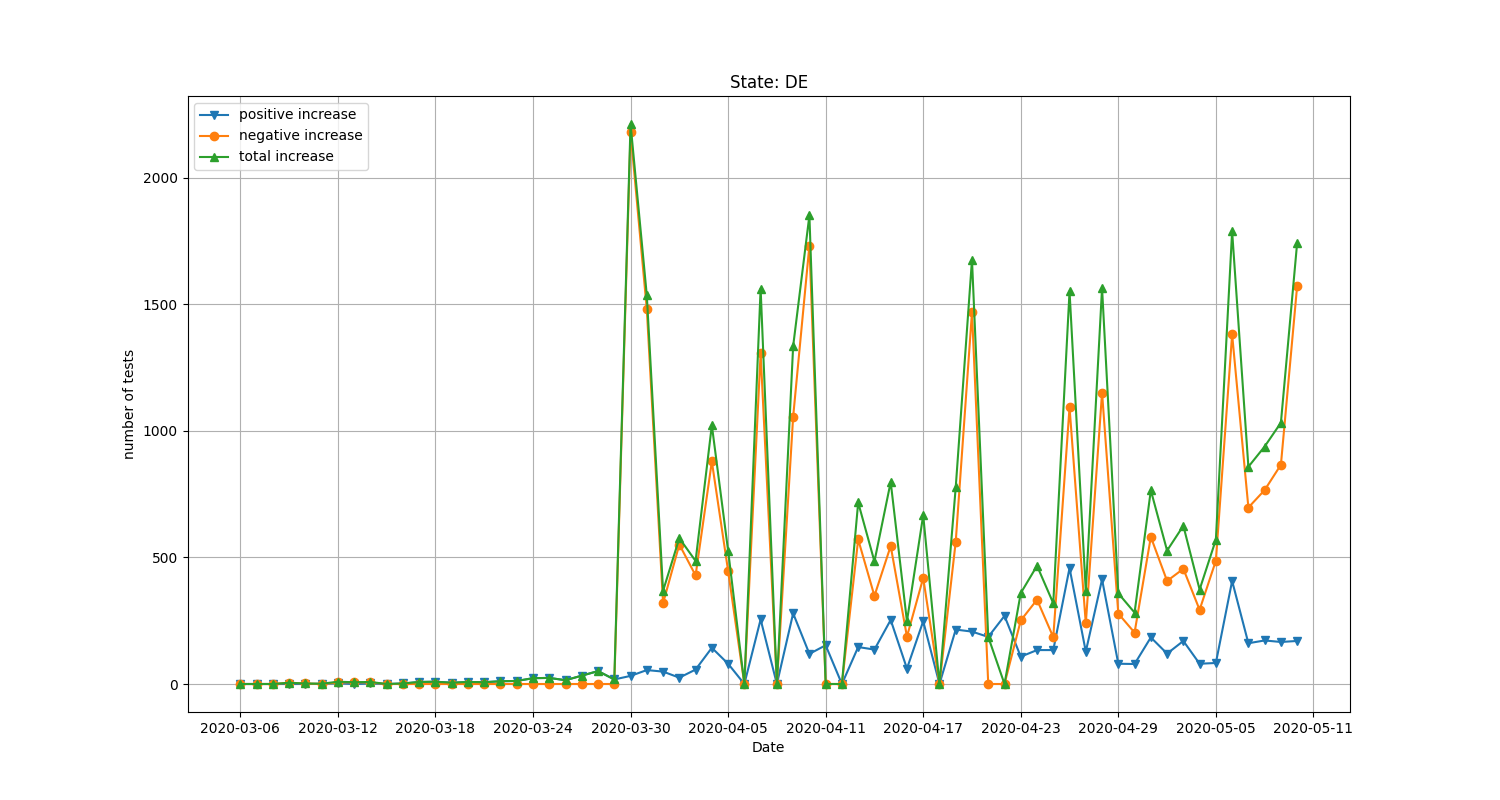 State: DE
positive increase
negative increase
total increase
2000
1500
1000
500
0
number of tests
2020-03-06 2020-03-12 2020-03-18 2020-03-24 2020-03-30 2020-04-05 2020-04-11 2020-04-17 2020-04-23 2020-04-29 2020-05-05 2020-05-11
Date